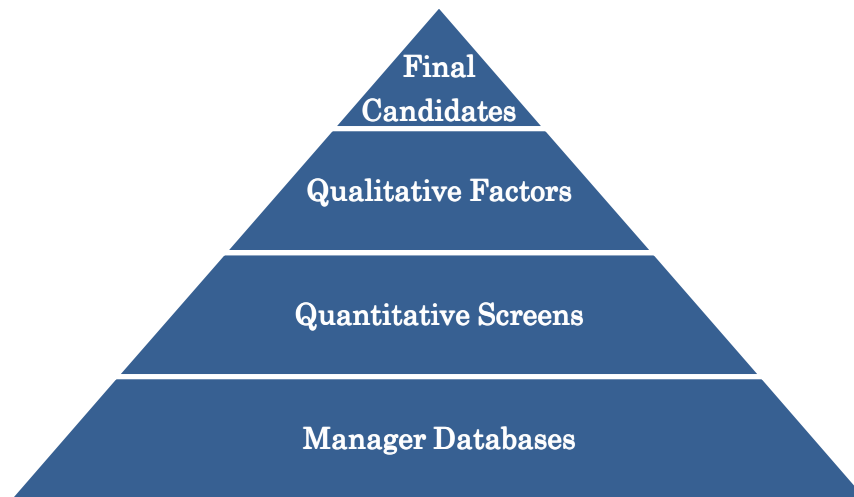 Final
Candidates
Qualitative Factors
Quantitative Screens
Manager Databases